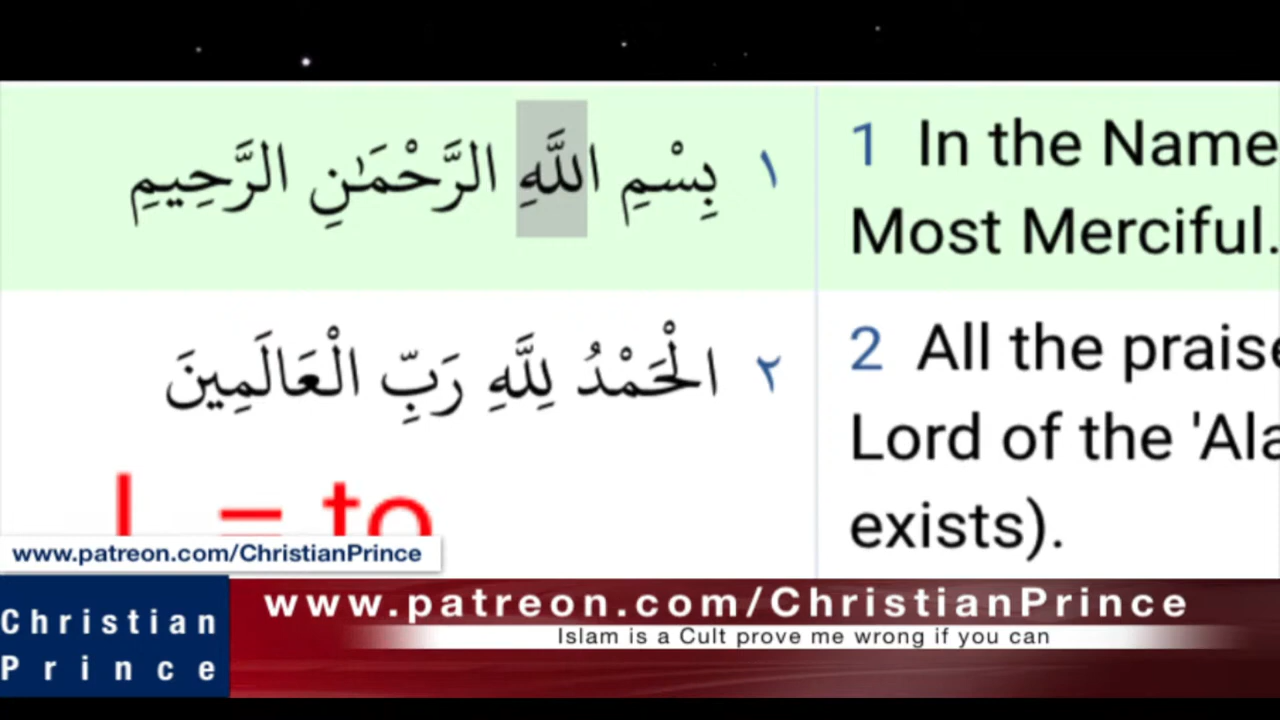 ١ بِسْمِ اللَّهِ الرَّحْمَٰنِ الرَّحِيمِ
1 In the Name
Most Merciful.
٢ الْحَمْدُ لِلَّهِ رَبِّ الْعَالَمِينَ
2 All the praise
Lord of the 'Ala
exists).
L = to
www.patreon.com/ChristianPrince
Christian
Prince
www.patreon.com/ChristianPrince
Islam is a Cult prove me wrong if you can